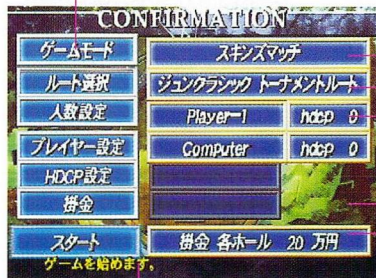 CONFIRMATION
ゲームモード スキンズマッチ
ルート選択 ジュンクラシック トーナメントルート
人数設定 Player-1 hdcp 0
プレイヤー設定 Computer hdcp 0
HDCP設定
掛金
スタート 掛金 各ホール 20 万円
ゲームを始めます。